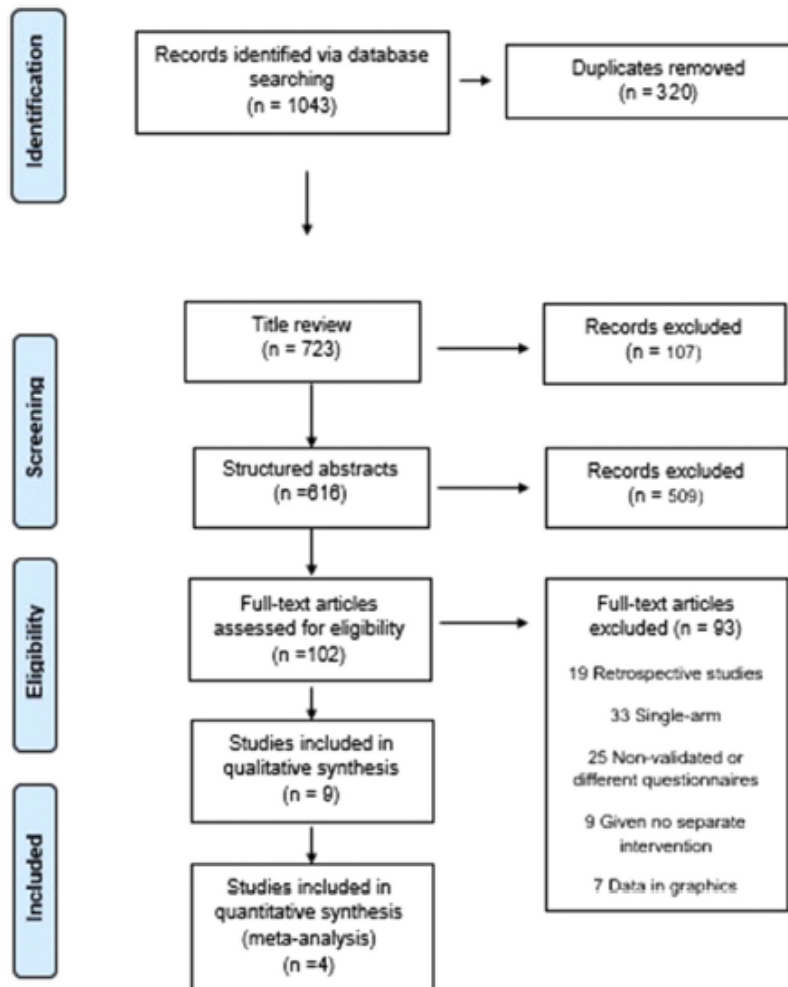 Identification
Records identified via database
searching
(n = 1043)
Duplicates removed
(n = 320)
Screening
Title review
(n = 723)
Records excluded
(n = 107)
Structured abstracts
(n =616)
Records excluded
(n = 509)
Eligibility
Full-text articles
assessed for eligibility
(n =102)
Full-text articles
excluded (n = 93)
19 Retrospective studies
33 Single-arm
25 Non-validated or
different questionnaires
9 Given no separate
intervention
7 Data in graphics
Studies included in
qualitative synthesis
(n = 9)
Included
Studies included in
quantitative synthesis
(meta-analysis)
(n =4)